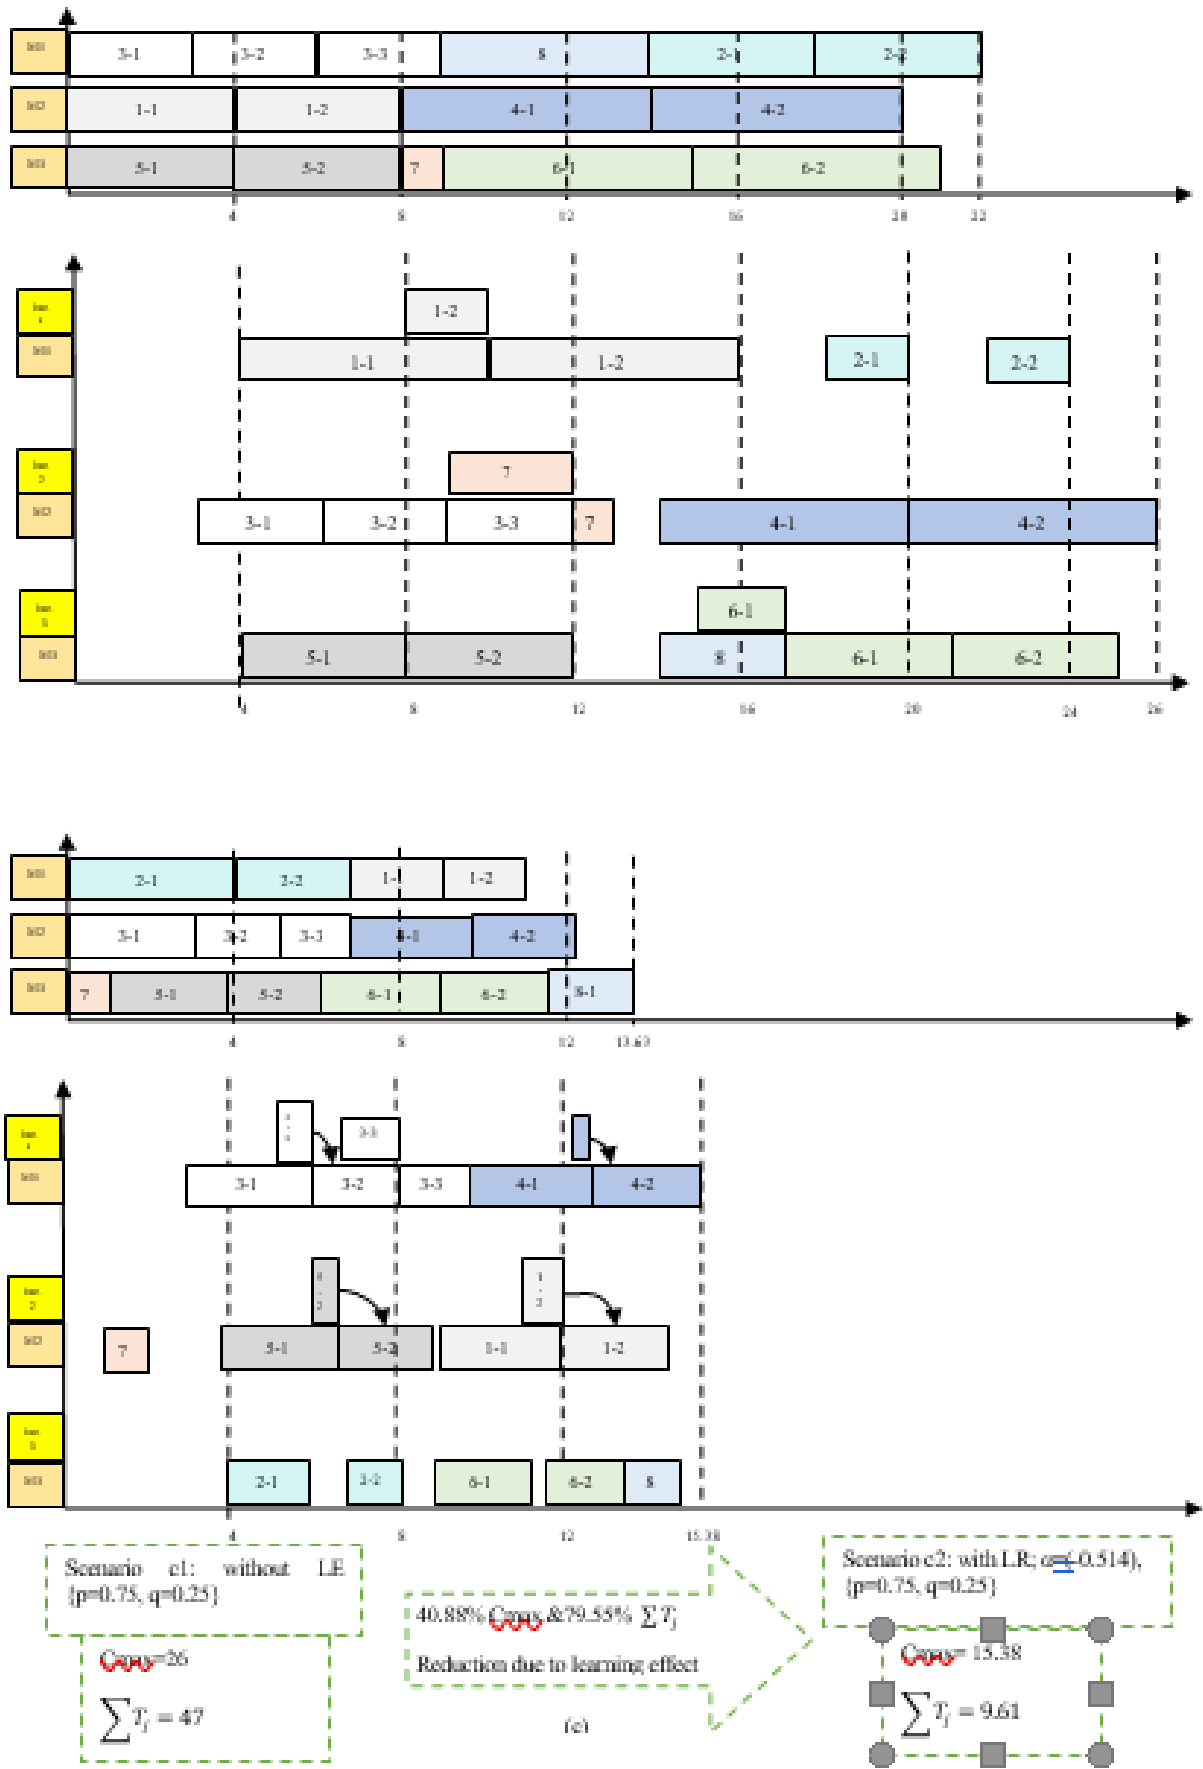 3-1 3-2 3-3 8 2-1 2-2
1-1 1-2 4-1 4-2
5-1 5-2 7 6-1 6-2
4 8 12 16 20 22
1-2
1-1 1-2 2-1 2-2
7
3-1 3-2 3-3 7 4-1 4-2
6-1
5-1 5-2 8 6-1 6-2
4 8 12 16 20 24 26
2-1 2-2 1-1 1-2
3-1 3-2 3-3 4-1 4-2
7 5-1 5-2 6-1 6-2 8-1
4 8 12 13.63
3-3
3-1 3-2 3-3 4-1 4-2
7 5-1 5-2 1-1 1-2
2-1 2-2 6-1 6-2 8
4 8 12 15.38
Scenario c1: without LE
{p=0.75, q=0.25}
Cmax=26
∑ Tj = 47
40.88% Cmax &79.55% ∑ Tj
Reduction due to learning effect
(c)
Scenario c2: with LR; α=(-0.514),
{p=0.75, q=0.25}
Cmax= 15.38
∑ Tj = 9.61